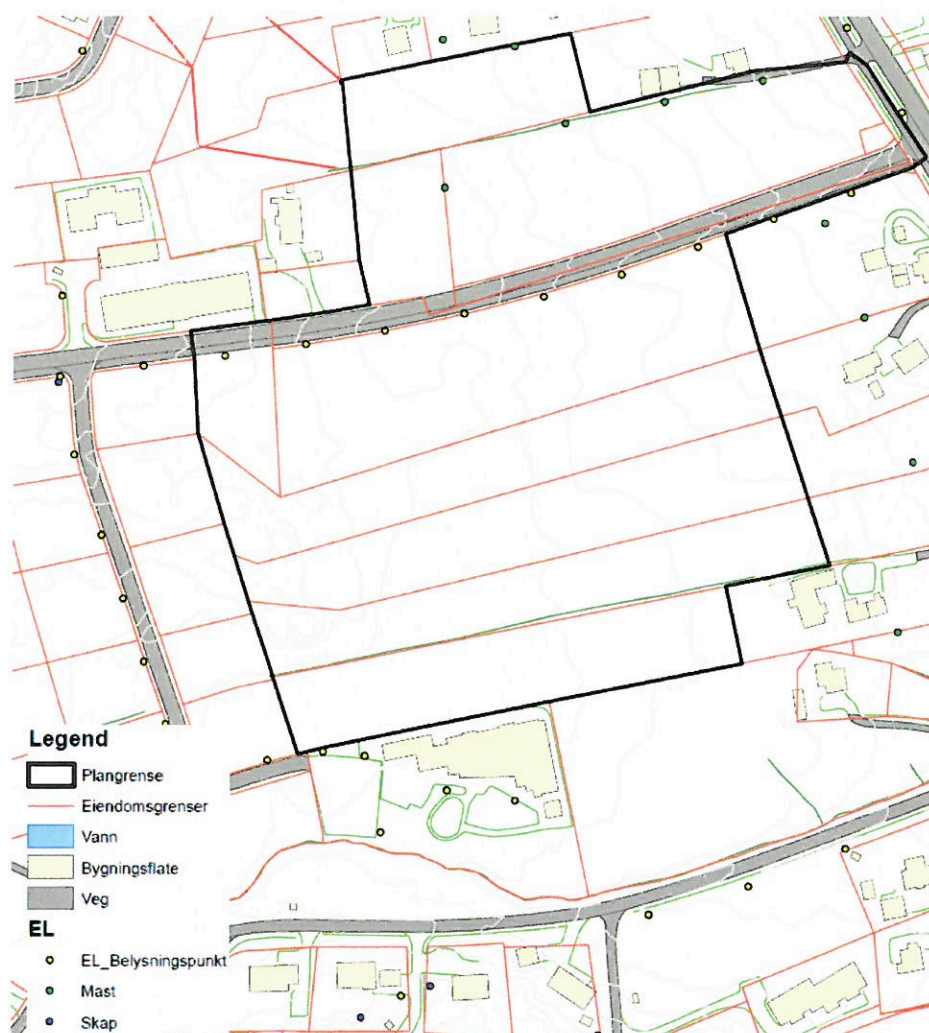 Legend
Plangrense
Eiendomsgrenser
Vann
Bygningsflate
Veg
EL
EL_Belysningspunkt
Mast
Skap